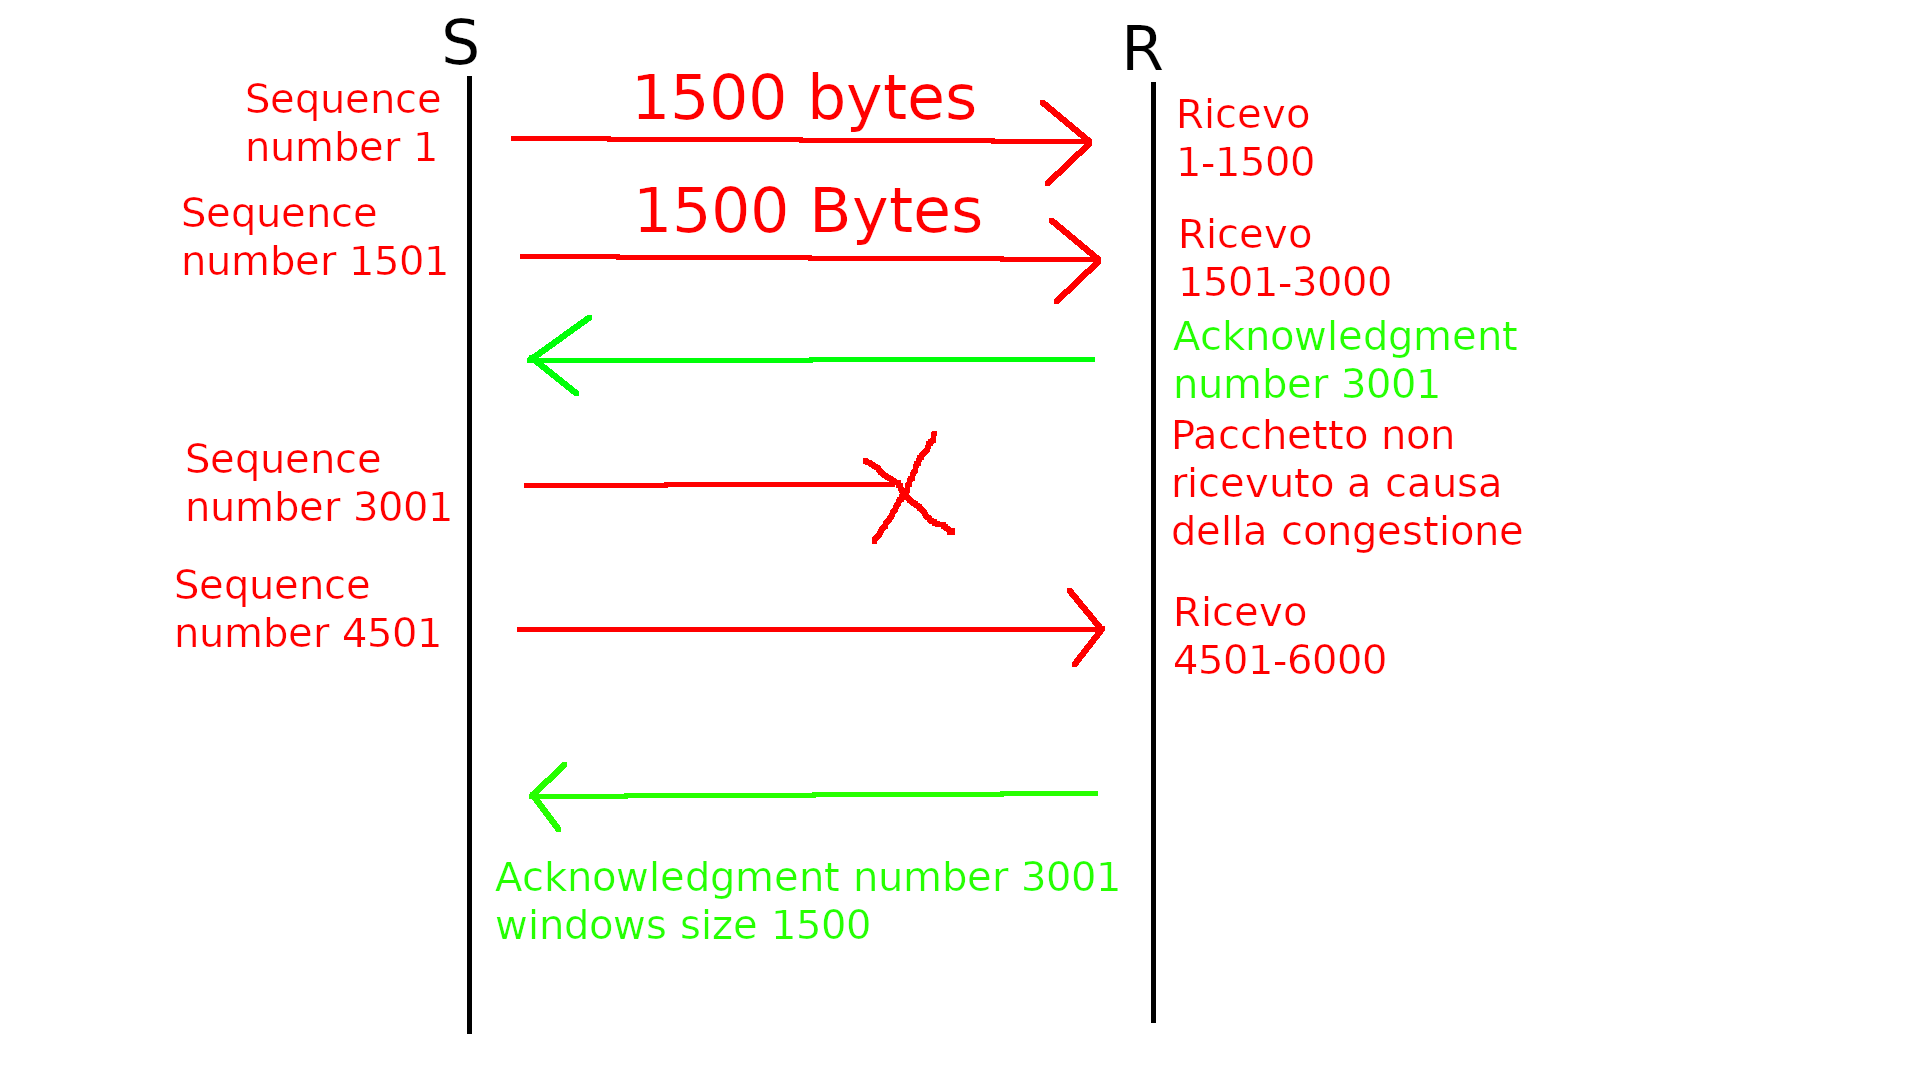 S
R
Sequence
number 1
1500 bytes
Ricevo
1-1500
Sequence
number 1501
1500 Bytes
Ricevo
1501-3000
Acknowledgment
number 3001
Sequence
number 3001
Pacchetto non
ricevuto a causa
della congestione
Sequence
number 4501
Ricevo
4501-6000
Acknowledgment number 3001
windows size 1500